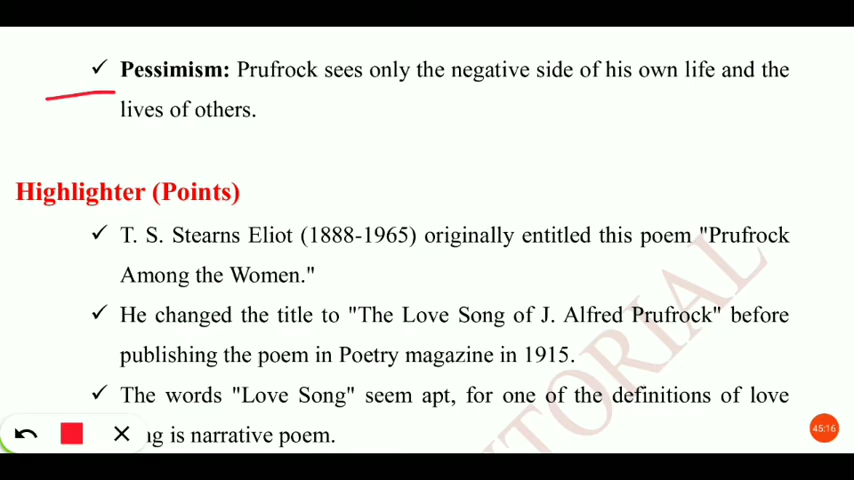 ✓ Pessimism: Prufrock sees only the negative side of his own life and the
lives of others.
Highlighter (Points)
✓ T. S. Stearns Eliot (1888-1965) originally entitled this poem "Prufrock
Among the Women."
✓ He changed the title to "The Love Song of J. Alfred Prufrock" before
publishing the poem in Poetry magazine in 1915.
✓ The words "Love Song" seem apt, for one of the definitions of love
is narrative poem.
TORIAL
45:16